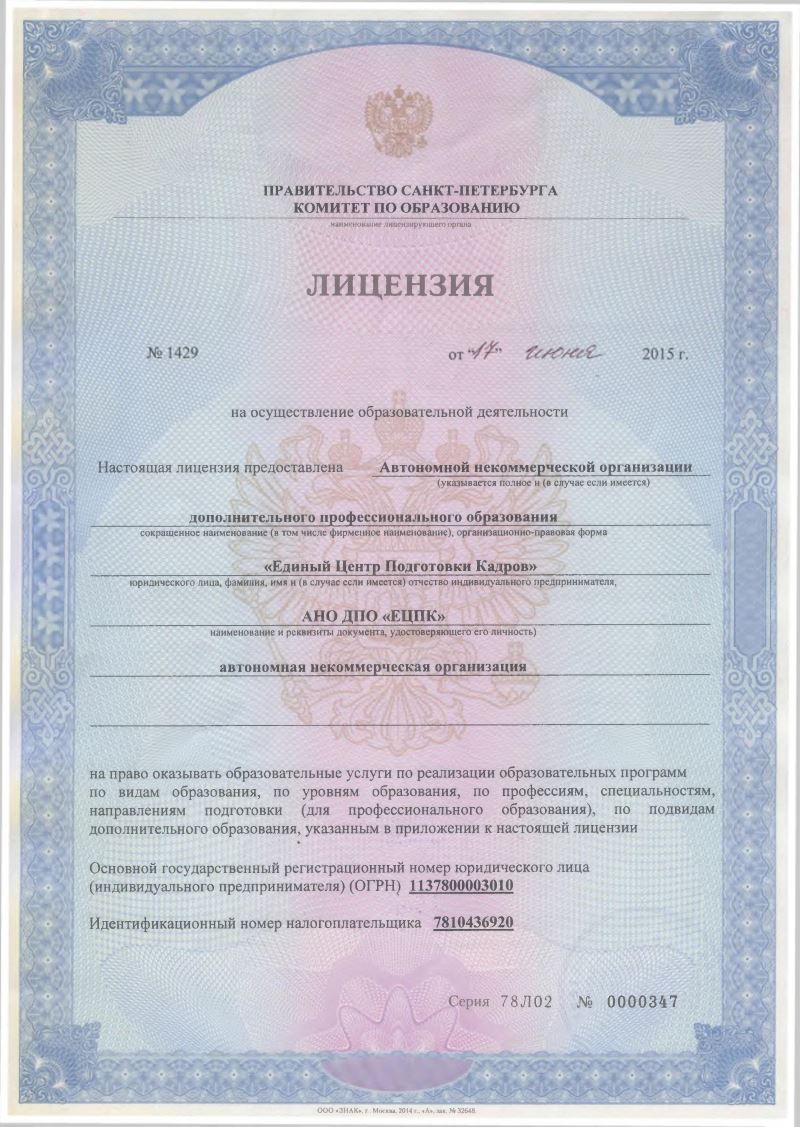 ПРАВИТЕЛЬСТВО САНКТ-ПЕТЕРБУРГА
КОМИТЕТ ПО ОБРАЗОВАНИЮ
наименование лицензирующего органа
ЛИЦЕНЗИЯ
№ 1429 от "17" июня 2015 г.
на осуществление образовательной деятельности
Настоящая лицензия предоставлена Автономной некоммерческой организации
(указывается полное и (в случае если имеется)
дополнительного профессионального образования
сокращенное наименование (в том числе фирменное наименование), организационно-правовая форма
«Единый Центр Подготовки Кадров»
юридического лица, фамилия, имя и (в случае если имеется) отчество индивидуального предпринимателя,
АНО ДПО «ЕЦПК»
наименование и реквизиты документа, удостоверяющего его личность)
автономная некоммерческая организация
на право оказывать образовательные услуги по реализации образовательных программ
по видам образования, по уровням образования, по профессиям, специальностям,
направлениям подготовки (для профессионального образования), по подвидам
дополнительного образования, указанным в приложении к настоящей лицензии
Основной государственный регистрационный номер юридического лица
(индивидуального предпринимателя) (ОГРН) 1137800003010
Идентификационный номер налогоплательщика 7810436920
Серия 78Л02 № 0000347
ООО «ЗНАК», г. Москва, 2014 г., «А», зак. № 32648.